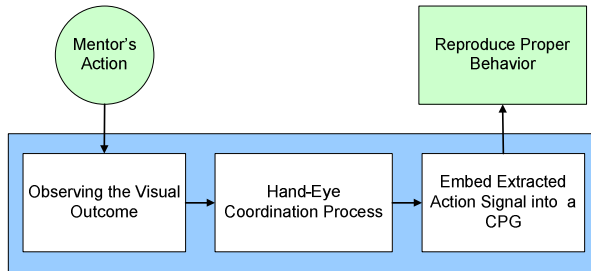 Mentor's
Action
Reproduce Proper
Behavior
Observing the Visual
Outcome
Hand-Eye
Coordination Process
Embed Extracted
Action Signal into a
CPG